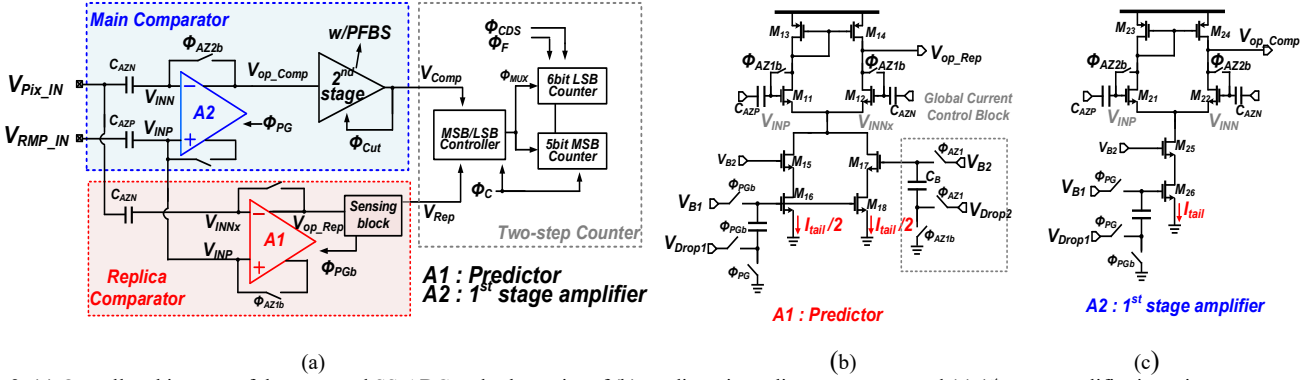 Main Comparator
w/PFBS
Φ_AZ2b
C_AZN
V_Pix_IN
V_INN
V_op_Comp
2nd stage
V_Comp
A2
C_AZP
V_INP
V_RMP_IN
Φ_PG
Φ_Cut
Φ_CDS
Φ_F
Φ_MUX
6bit LSB
Counter
MSB/LSB
Controller
5bit MSB
Counter
Φ_C
Two-step Counter
C_AZN
V_INNx
V_op_Rep
Sensing
block
V_Rep
A1
V_INP
Φ_PGb
Φ_AZ1b
Replica
Comparator
A1 : Predictor
A2 : 1st stage amplifier
(a)
M13
M14
V_op_Rep
Φ_AZ1b
Φ_AZ1b
C_AZP
M11
M12
C_AZN
V_INP
V_INNx
Global Current
Control Block
V_B2
M15
M17
Φ_AZ1
V_B2
C_B
Φ_AZ1
V_Drop2
Φ_AZ1b
Φ_PGb
V_B1
M16
M18
I_tail/2
I_tail/2
Φ_PGb
V_Drop1
Φ_PG
A1 : Predictor
(b)
M23
M24
V_op_Comp
Φ_AZ2b
Φ_AZ2b
C_AZP
M21
M22
C_AZN
V_INP
V_INN
V_B2
M25
Φ_PG
V_B1
M26
I_tail
V_Drop1
Φ_PGb
A2 : 1st stage amplifier
(c)